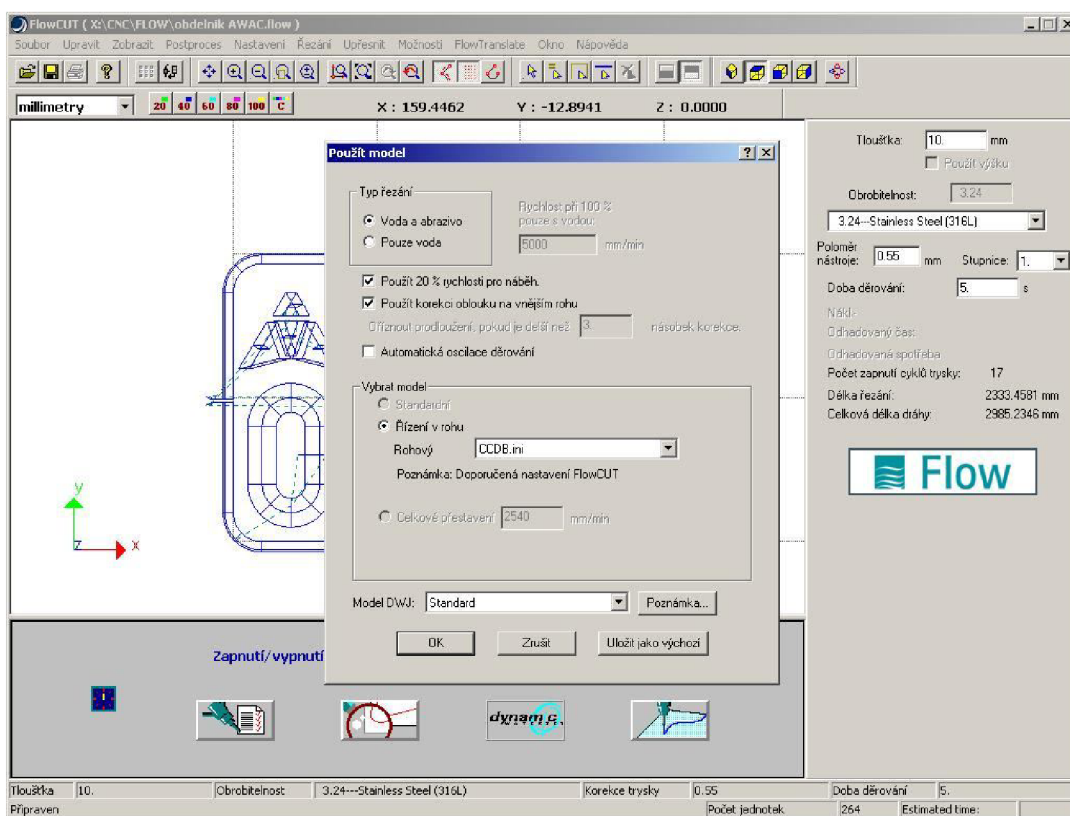 FlowCUT ( X:\CNC\FLOW\obdelnik AWAC.flow )
Soubor Upravit Zobrazit Postproces Nastavení Řezání Upřesnit Možnosti FlowTranslate Okno Nápověda
millimetry 20 40 60 80 100 C X : 159.4462 Y : -12.8941 Z : 0.0000
Použít model
Typ řezání
Voda a abrazivo
Pouze voda
Rychlost při 100 %
pouze s vodou:
5000 mm/min
Použít 20 % rychlosti pro náběh.
Použít korekci oblouku na vnějším rohu
Oříznout prodloužení, pokud je delší než 3. násobek korekce.
Automatická oscilace děrování
Vybrat model
Standardní
Řízení v rohu
Rohový CCDB.ini
Poznámka: Doporučená nastavení FlowCUT
Celkové přestavení 2540 mm/min
Model DWJ: Standard Poznámka...
OK Zrušit Uložit jako výchozí
Tloušťka: 10. mm
Použít výšku
Obrobitelnost: 3.24
3.24---Stainless Steel (316L)
Poloměr
nástroje: 0.55 mm Stupnice: 1.
Doba děrování: 5. s
Nákl.:
Odhadovaný čas:
Odhadovaná spotřeba
Počet zapnutí cyklů trysky: 17
Délka řezání: 2333.4581 mm
Celková délka dráhy: 2985.2346 mm
Flow
y
z x
Zapnutí/vypnutí
dynamic
Tloušťka 10. Obrobitelnost 3.24---Stainless Steel (316L) Korekce trysky 0.55 Doba děrování 5.
Připraven Počet jednotek 264 Estimated time: